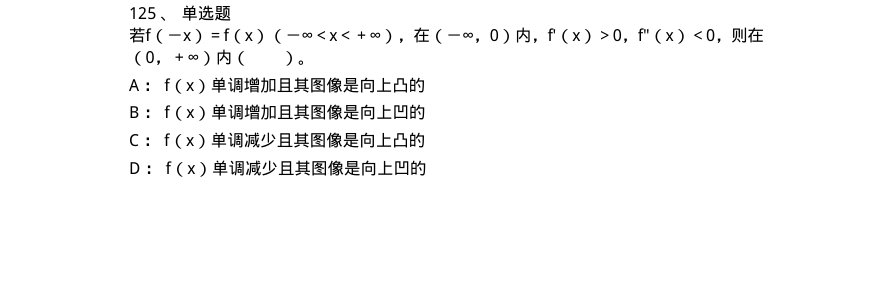 125 、 单选题
若f（－x）＝f（x）（－∞＜x＜＋∞），在（－∞，0）内，f'（x）＞0，f''（x）＜0，则在
（0，＋∞）内（　　）。
A ： f（x）单调增加且其图像是向上凸的
B ： f（x）单调增加且其图像是向上凹的
C ： f（x）单调减少且其图像是向上凸的
D ： f（x）单调减少且其图像是向上凹的